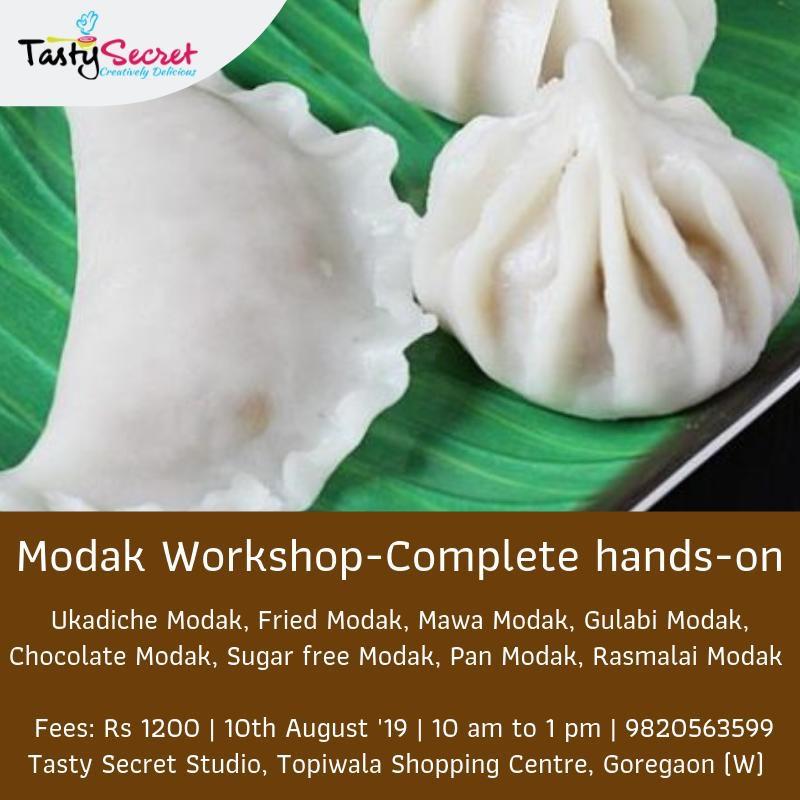 TastySecret
Creatively Delicious
Modak Workshop-Complete hands-on
Ukadiche Modak, Fried Modak, Mawa Modak, Gulabi Modak,
Chocolate Modak, Sugar free Modak, Pan Modak, Rasmalai Modak
Fees: Rs 1200 | 10th August '19 | 10 am to 1 pm | 9820563599
Tasty Secret Studio, Topiwala Shopping Centre, Goregaon (W)